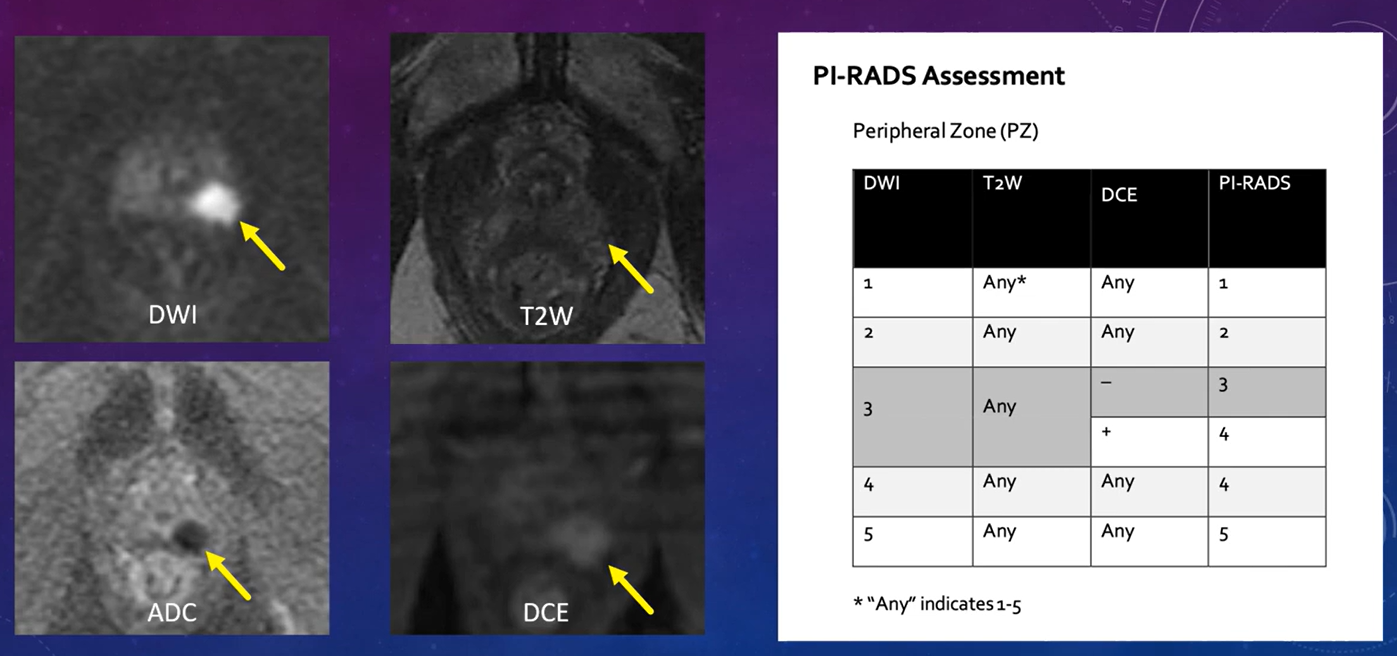 DWI
T2W
ADC
DCE
PI-RADS Assessment
Peripheral Zone (PZ)
DWI T2W DCE PI-RADS
1 Any* Any 1
2 Any Any 2
3 Any – 3
+ 4
4 Any Any 4
5 Any Any 5
* “Any” indicates 1-5